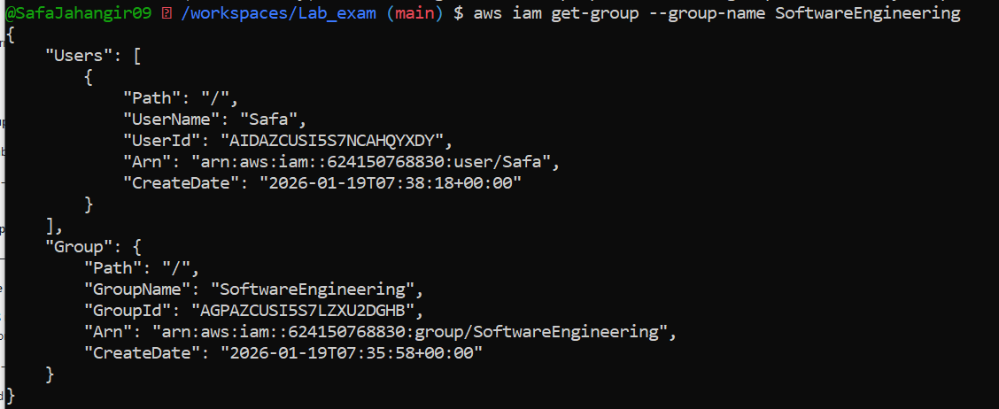 @SafaJahangir09 /workspaces/Lab_exam (main) $ aws iam get-group --group-name SoftwareEngineering
{
    "Users": [
        {
            "Path": "/",
            "UserName": "Safa",
            "UserId": "AIDAZCUSI5S7NCAHQYXDY",
            "Arn": "arn:aws:iam::624150768830:user/Safa",
            "CreateDate": "2026-01-19T07:38:18+00:00"
        }
    ],
    "Group": {
        "Path": "/",
        "GroupName": "SoftwareEngineering",
        "GroupId": "AGPAZCUSI5S7LZXU2DGHB",
        "Arn": "arn:aws:iam::624150768830:group/SoftwareEngineering",
        "CreateDate": "2026-01-19T07:35:58+00:00"
    }
}